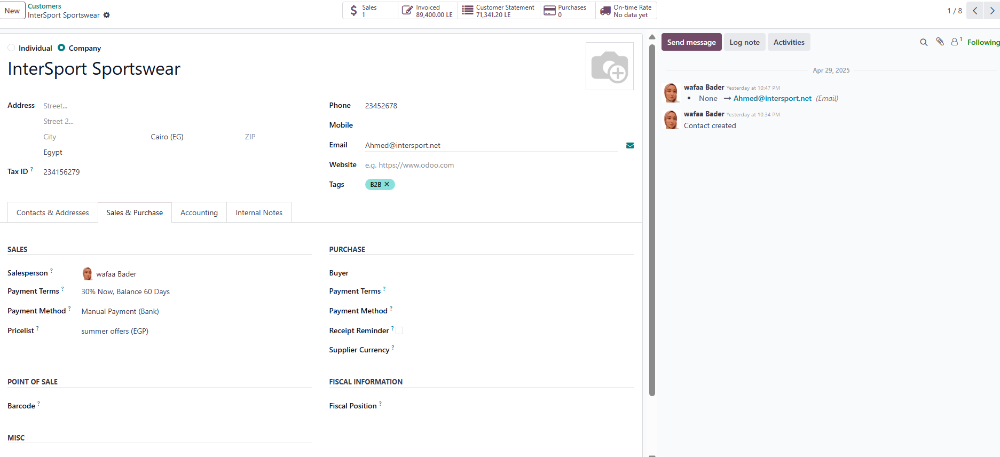 New
Customers
InterSport Sportswear
Sales
1
Invoiced
89,400.00 LE
Customer Statement
71,341.20 LE
Purchases
0
On-time Rate
No data yet
1 / 8
Individual
Company
InterSport Sportswear
Address
Street...
Street 2...
City
Cairo (EG)
ZIP
Egypt
Tax ID ?
234156279
Phone
23452678
Mobile
Email
Ahmed@intersport.net
Website
e.g. https://www.odoo.com
Tags
B2B ✕
Contacts & Addresses
Sales & Purchase
Accounting
Internal Notes
SALES
Salesperson ?
wafaa Bader
Payment Terms ?
30% Now, Balance 60 Days
Payment Method ?
Manual Payment (Bank)
Pricelist ?
summer offers (EGP)
PURCHASE
Buyer
Payment Terms ?
Payment Method ?
Receipt Reminder ?
Supplier Currency ?
POINT OF SALE
Barcode ?
FISCAL INFORMATION
Fiscal Position ?
MISC
Send message
Log note
Activities
1
Following
Apr 29, 2025
wafaa Bader Yesterday at 10:47 PM
• None → Ahmed@intersport.net (Email)
wafaa Bader Yesterday at 10:34 PM
Contact created